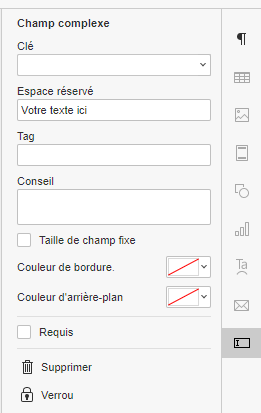 Champ complexe
Clé
Espace réservé
Votre texte ici
Tag
Conseil
Taille de champ fixe
Couleur de bordure.
Couleur d'arrière-plan
Requis
Supprimer
Verrou